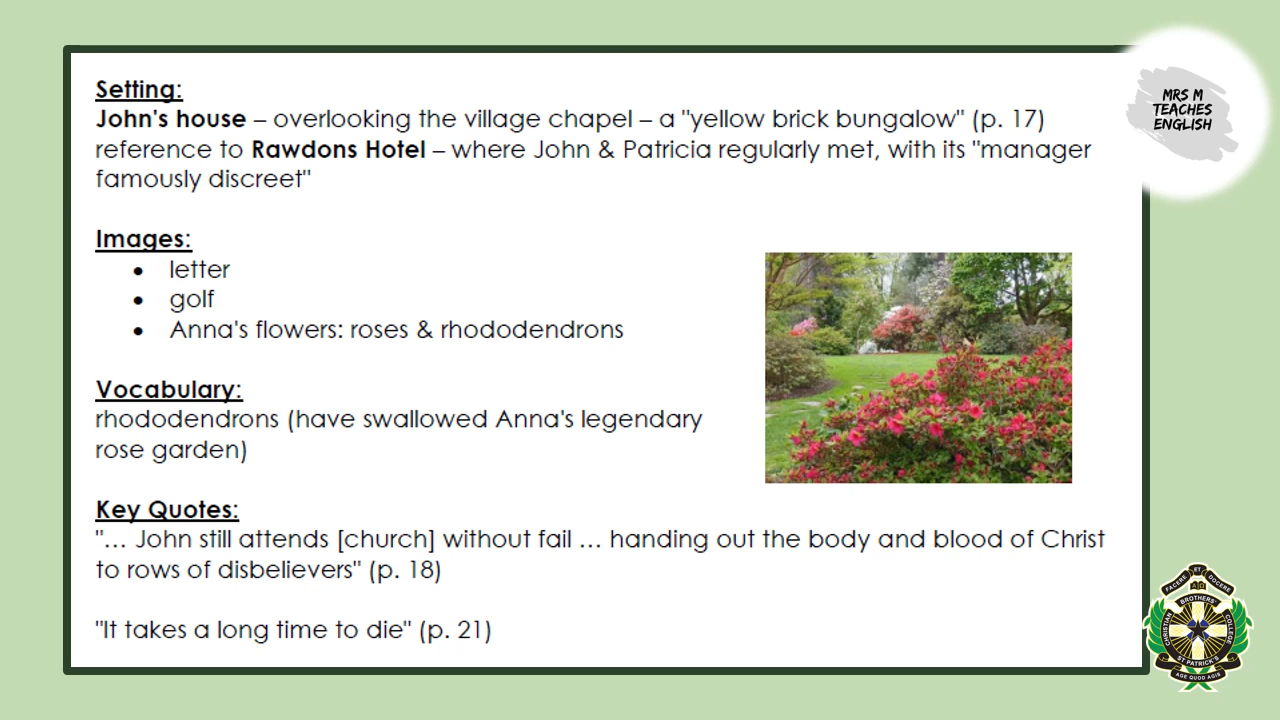 Setting:
John's house – overlooking the village chapel – a "yellow brick bungalow" (p. 17)
reference to Rawdons Hotel – where John & Patricia regularly met, with its "manager
famously discreet"
Images:
• letter
• golf
• Anna's flowers: roses & rhododendrons
Vocabulary:
rhododendrons (have swallowed Anna's legendary
rose garden)
Key Quotes:
"... John still attends [church] without fail ... handing out the body and blood of Christ
to rows of disbelievers" (p. 18)
"It takes a long time to die" (p. 21)
MRS M
TEACHES
ENGLISH
FACERE ET DOCERE
CHRISTIAN BROTHERS' COLLEGE
ST PATRICK'S
AGE QUOD AGIS